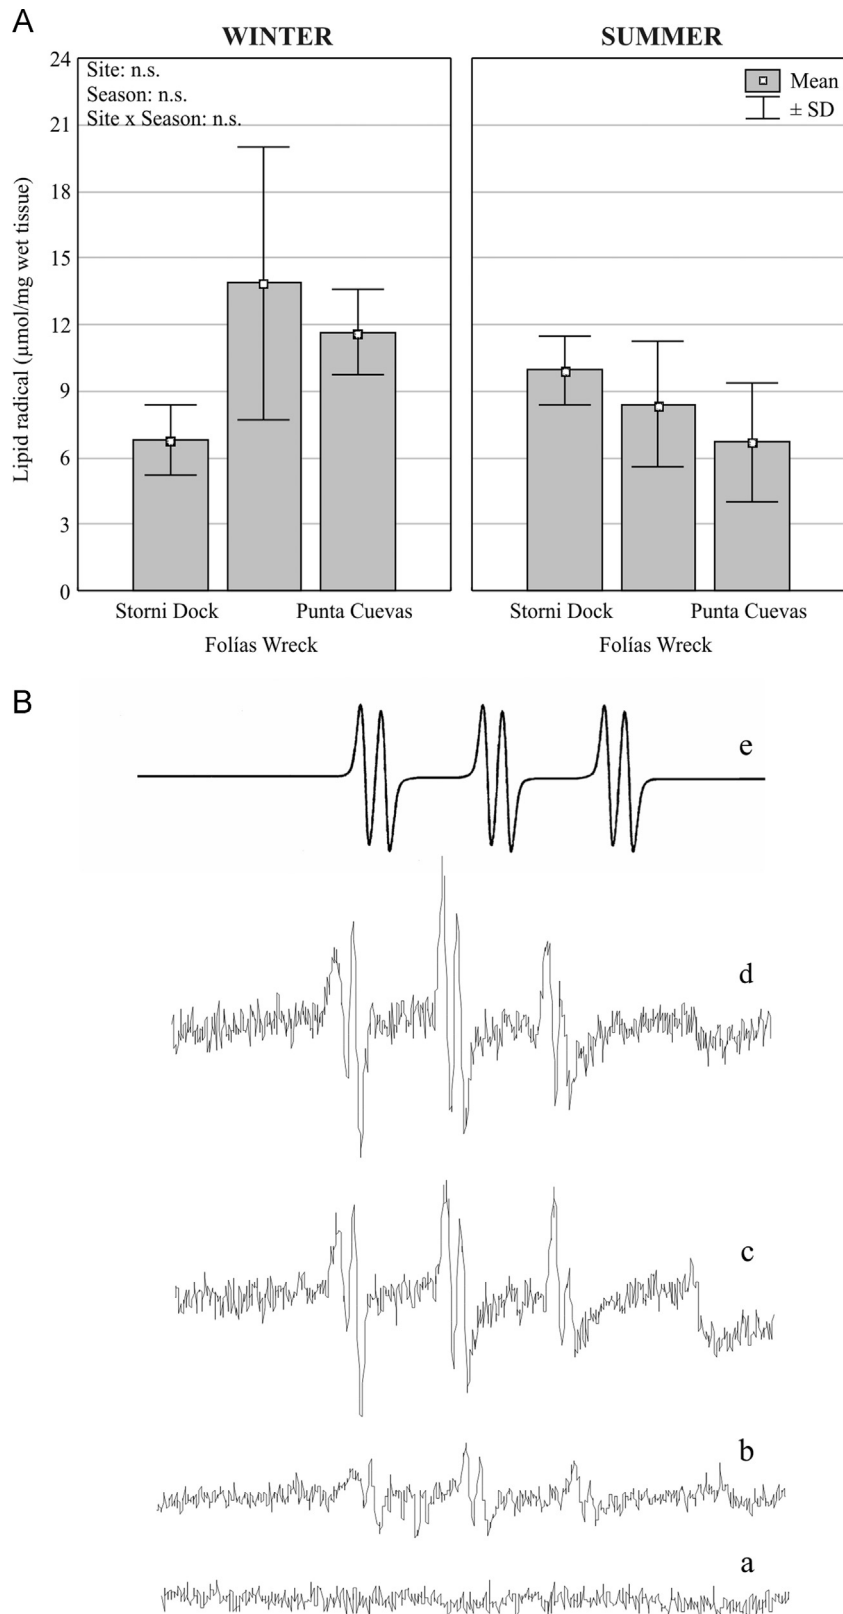 A
WINTER
SUMMER
Site: n.s.
Season: n.s.
Site x Season: n.s.
Mean
± SD
Lipid radical (µmol/mg wet tissue)
24
21
18
15
12
9
6
3
0
Storni Dock
Punta Cuevas
Folías Wreck
Storni Dock
Punta Cuevas
Folías Wreck
B
e
d
c
b
a